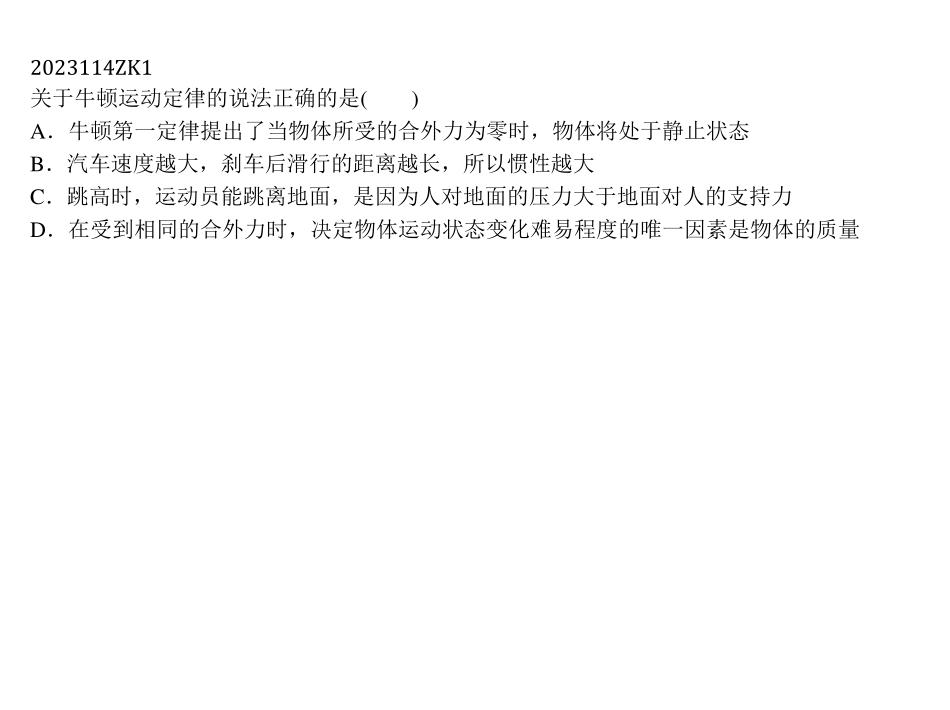 2023114ZK1
关于牛顿运动定律的说法正确的是(　　)
A．牛顿第一定律提出了当物体所受的合外力为零时，物体将处于静止状态
B．汽车速度越大，刹车后滑行的距离越长，所以惯性越大
C．跳高时，运动员能跳离地面，是因为人对地面的压力大于地面对人的支持力
D．在受到相同的合外力时，决定物体运动状态变化难易程度的唯一因素是物体的质量